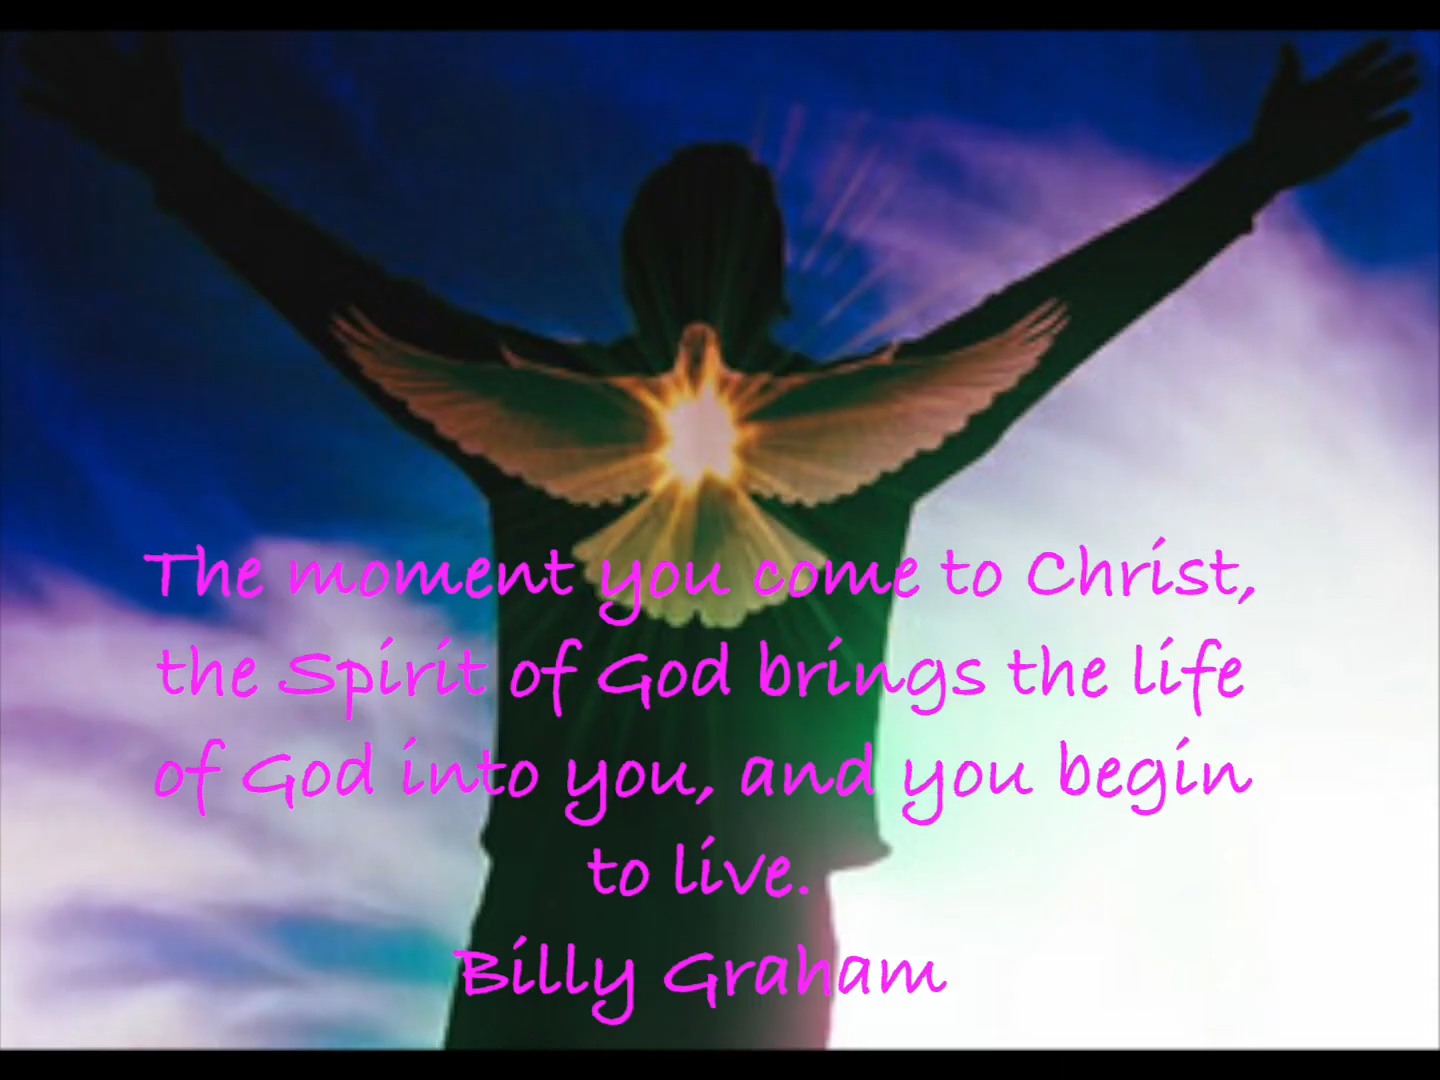 The moment you come to Christ,
the Spirit of God brings the life
of God into you, and you begin
to live.
Billy Graham